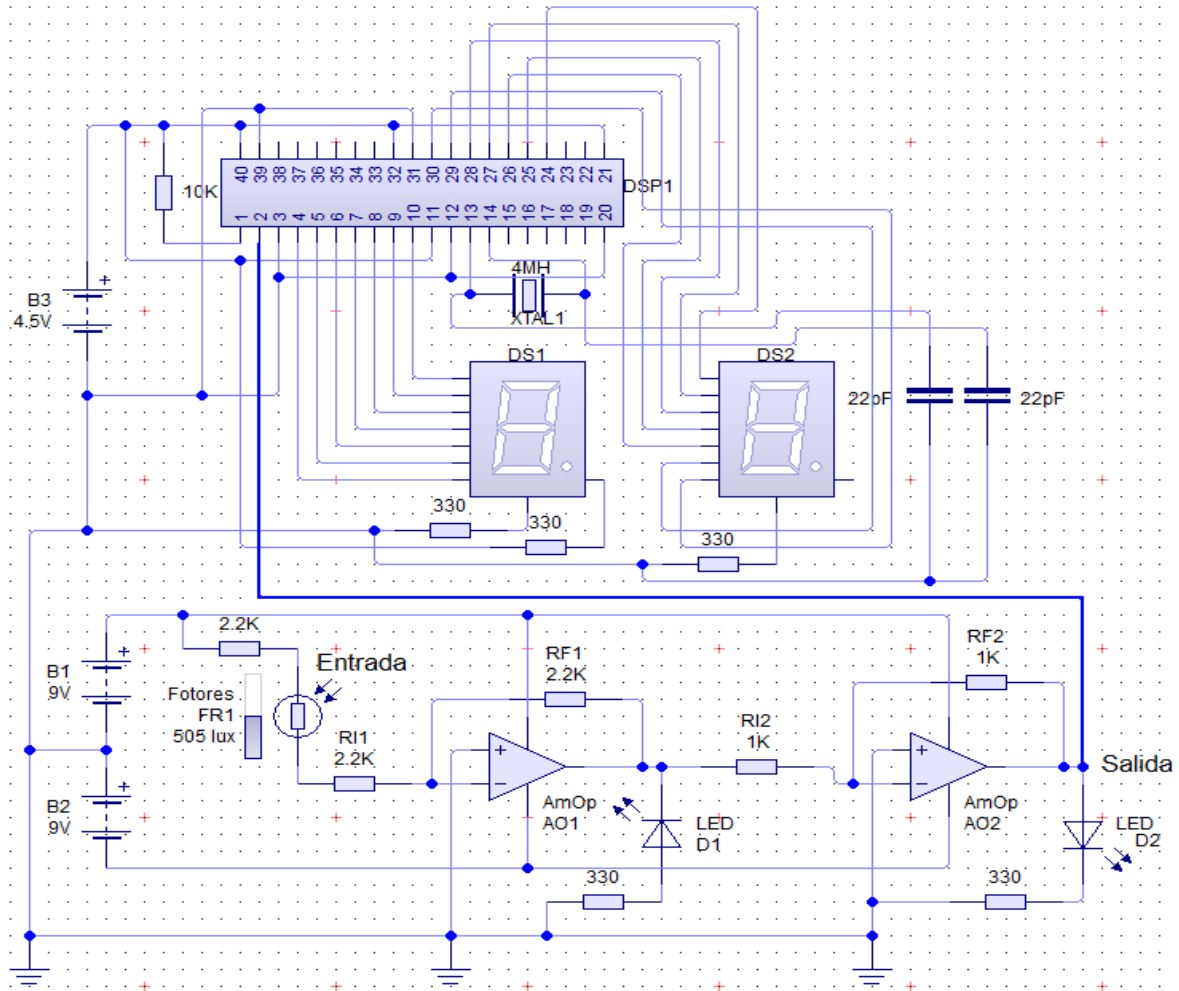 40 39 38 37 36 35 34 33 32 31 30 29 28 27 26 25 24 23 22 21
DSP1
10K
1 2 3 4 5 6 7 8 9 10 11 12 13 14 15 16 17 18 19 20
4MH
XTAL1
B3
4.5V
DS1
DS2
22pF
22pF
330
330
330
2.2K
Entrada
B1
9V
Fotores
FR1
505 lux
RI1
2.2K
RF1
2.2K
RI2
1K
RF2
1K
Salida
B2
9V
AmOp
AO1
LED
D1
AmOp
AO2
LED
D2
330
330